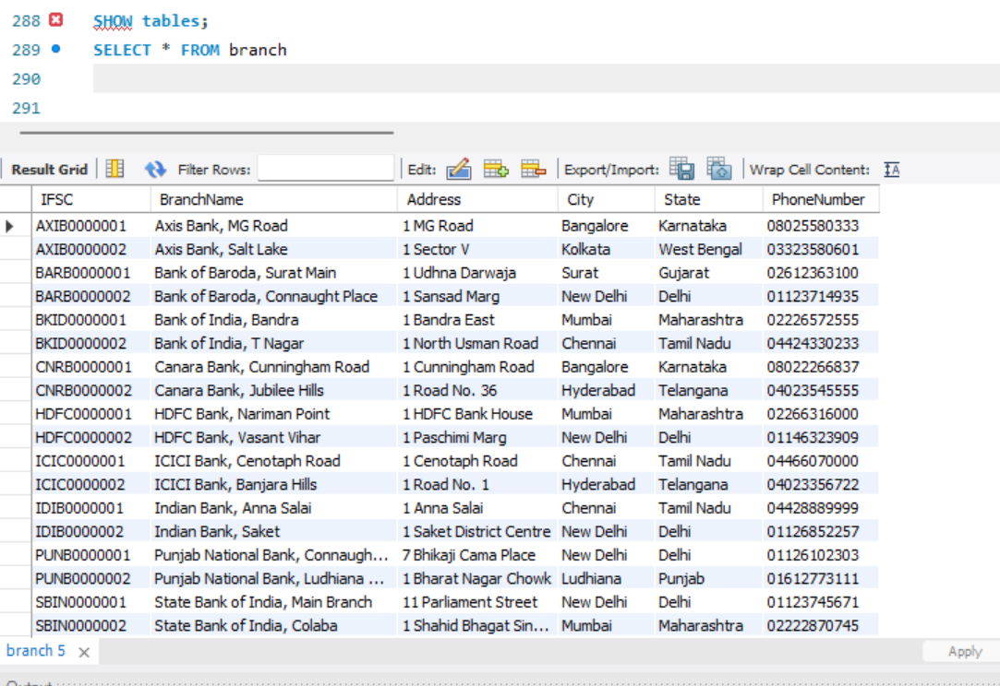 288 SHOW tables;
289 SELECT * FROM branch
290
291
Result Grid Filter Rows: Edit: Export/Import: Wrap Cell Content:
IFSC BranchName Address City State PhoneNumber
AXIB0000001 Axis Bank, MG Road 1 MG Road Bangalore Karnataka 08025580333
AXIB0000002 Axis Bank, Salt Lake 1 Sector V Kolkata West Bengal 03323580601
BARB0000001 Bank of Baroda, Surat Main 1 Udhna Darwaja Surat Gujarat 02612363100
BARB0000002 Bank of Baroda, Connaught Place 1 Sansad Marg New Delhi Delhi 01123714935
BKID0000001 Bank of India, Bandra 1 Bandra East Mumbai Maharashtra 02226572555
BKID0000002 Bank of India, T Nagar 1 North Usman Road Chennai Tamil Nadu 04424330233
CNRB0000001 Canara Bank, Cunningham Road 1 Cunningham Road Bangalore Karnataka 08022266837
CNRB0000002 Canara Bank, Jubilee Hills 1 Road No. 36 Hyderabad Telangana 04023545555
HDFC0000001 HDFC Bank, Nariman Point 1 HDFC Bank House Mumbai Maharashtra 02266316000
HDFC0000002 HDFC Bank, Vasant Vihar 1 Paschimi Marg New Delhi Delhi 01146323909
ICIC0000001 ICICI Bank, Cenotaph Road 1 Cenotaph Road Chennai Tamil Nadu 04466070000
ICIC0000002 ICICI Bank, Banjara Hills 1 Road No. 1 Hyderabad Telangana 04023356722
IDIB0000001 Indian Bank, Anna Salai 1 Anna Salai Chennai Tamil Nadu 04428889999
IDIB0000002 Indian Bank, Saket 1 Saket District Centre New Delhi Delhi 01126852257
PUNB0000001 Punjab National Bank, Connaugh... 7 Bhikaji Cama Place New Delhi Delhi 01126102303
PUNB0000002 Punjab National Bank, Ludhiana ... 1 Bharat Nagar Chowk Ludhiana Punjab 01612773111
SBIN0000001 State Bank of India, Main Branch 11 Parliament Street New Delhi Delhi 01123745671
SBIN0000002 State Bank of India, Colaba 1 Shahid Bhagat Sin... Mumbai Maharashtra 02222870745
branch 5 Apply
Output